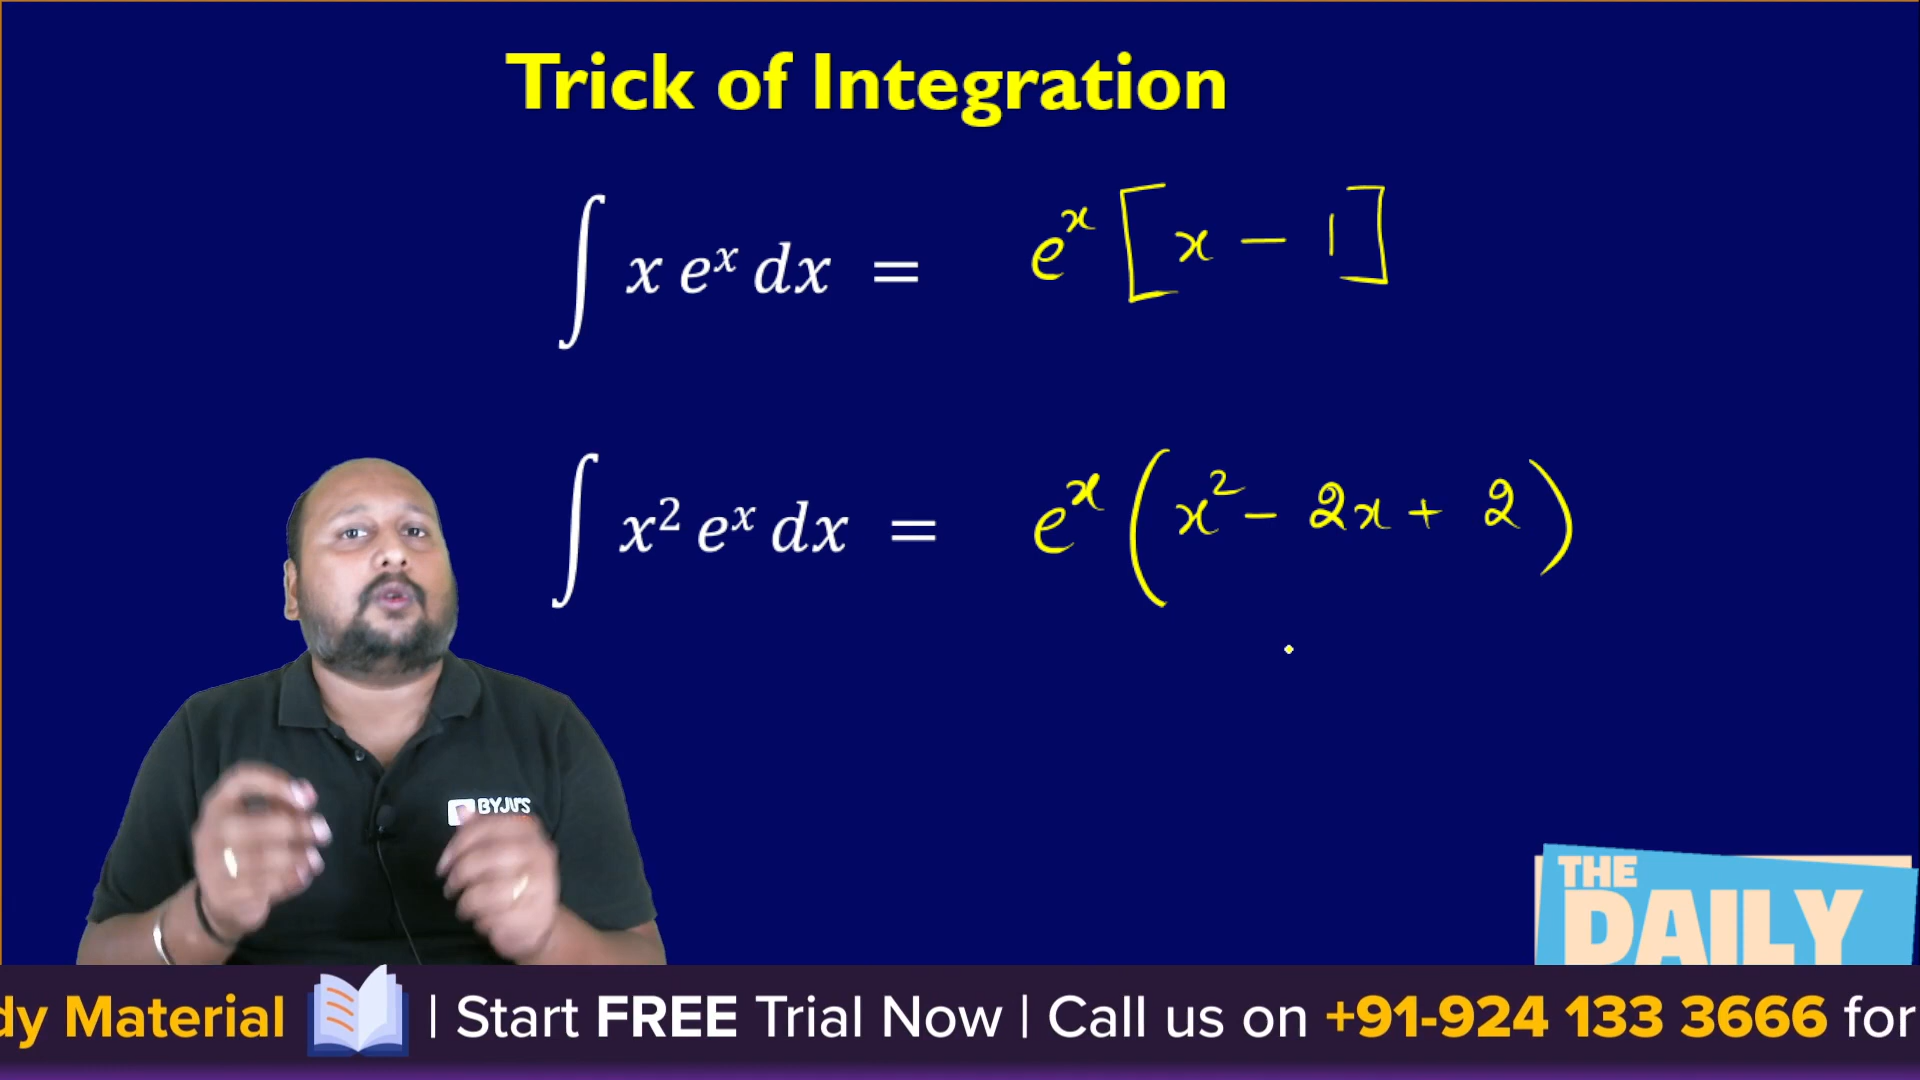 Trick of Integration
∫ x eˣ dx = eˣ [x − 1]
∫ x² eˣ dx = eˣ (x² − 2x + 2)
BYJU'S
THE
DAILY
dy Material | Start FREE Trial Now | Call us on +91-924 133 3666 for